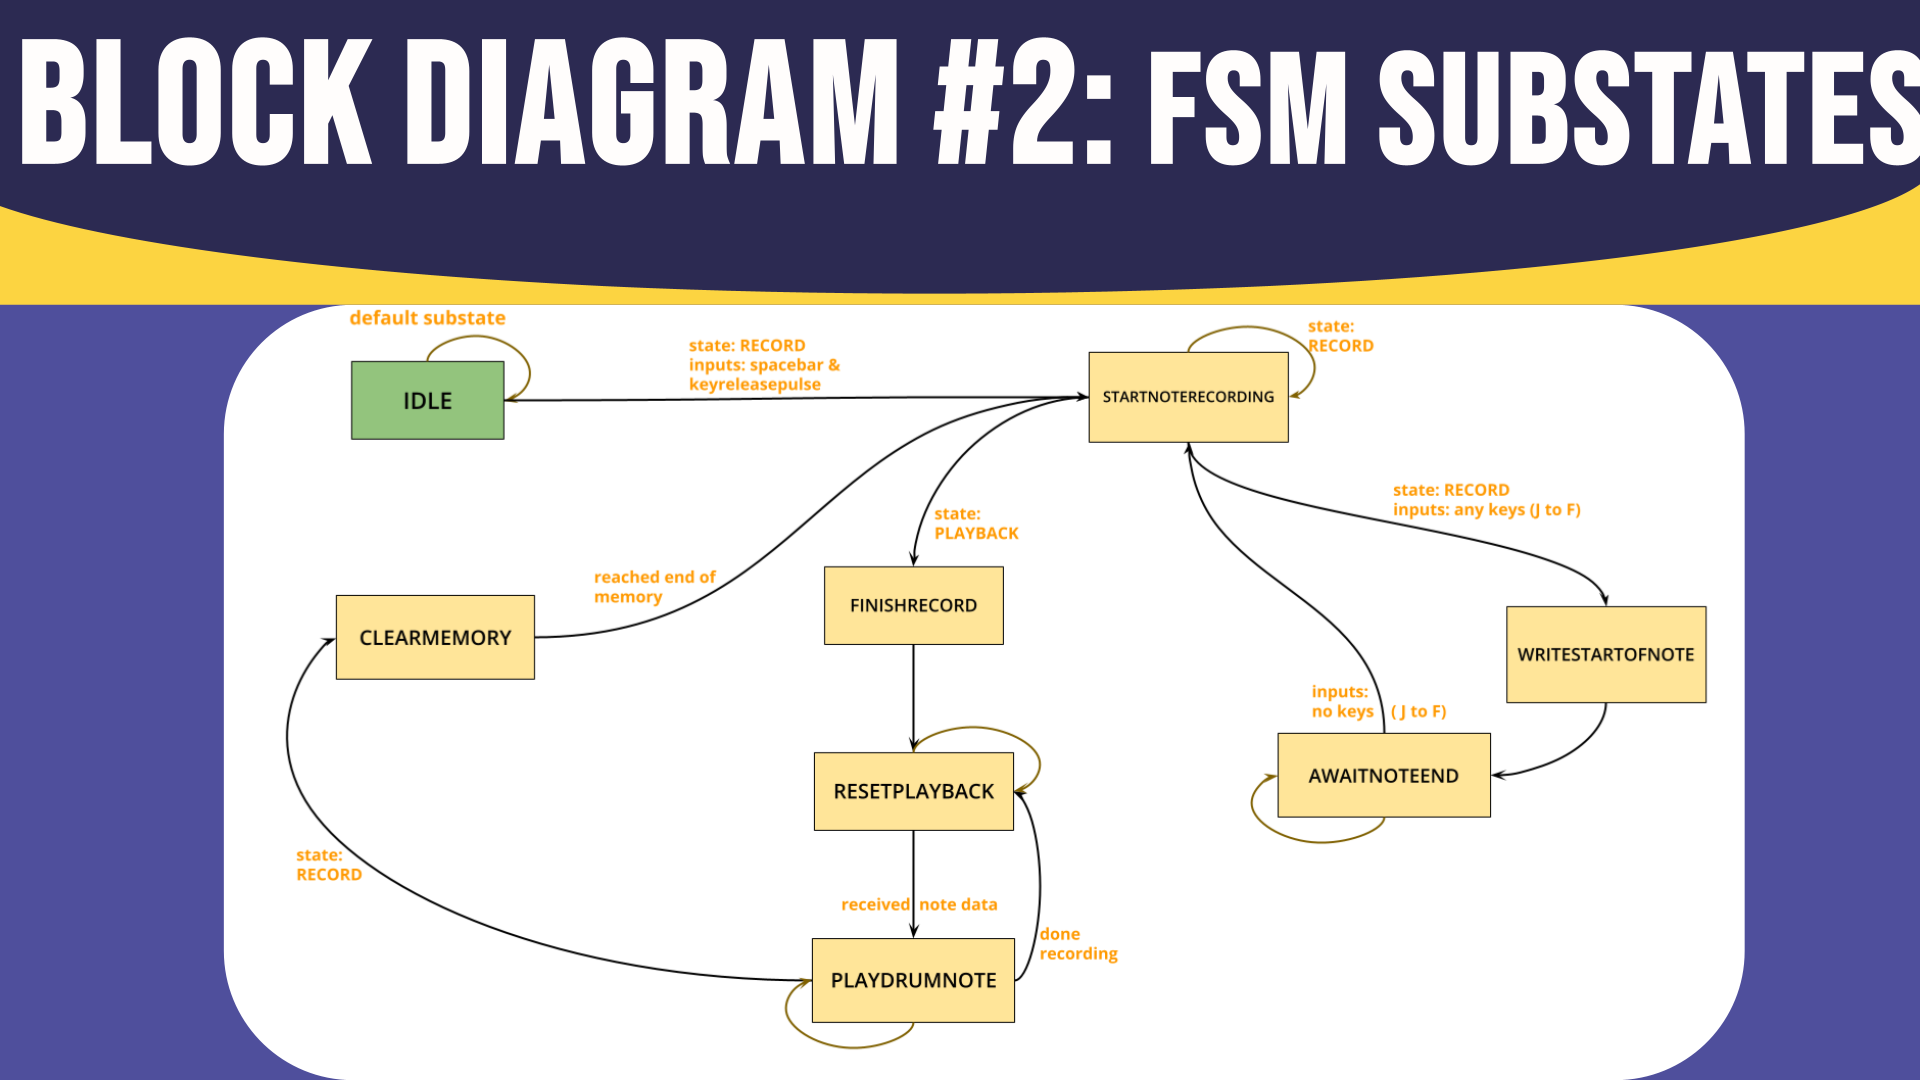 BLOCK DIAGRAM #2: FSM SUBSTATES
default substate
IDLE
state: RECORD
inputs: spacebar &
keyreleasepulse
state:
RECORD
STARTNOTERECORDING
state: RECORD
inputs: any keys (J to F)
state:
PLAYBACK
reached end of
memory
FINISHRECORD
CLEARMEMORY
WRITESTARTOFNOTE
inputs:
no keys ( J to F)
AWAITNOTEEND
RESETPLAYBACK
state:
RECORD
received note data
done
recording
PLAYDRUMNOTE